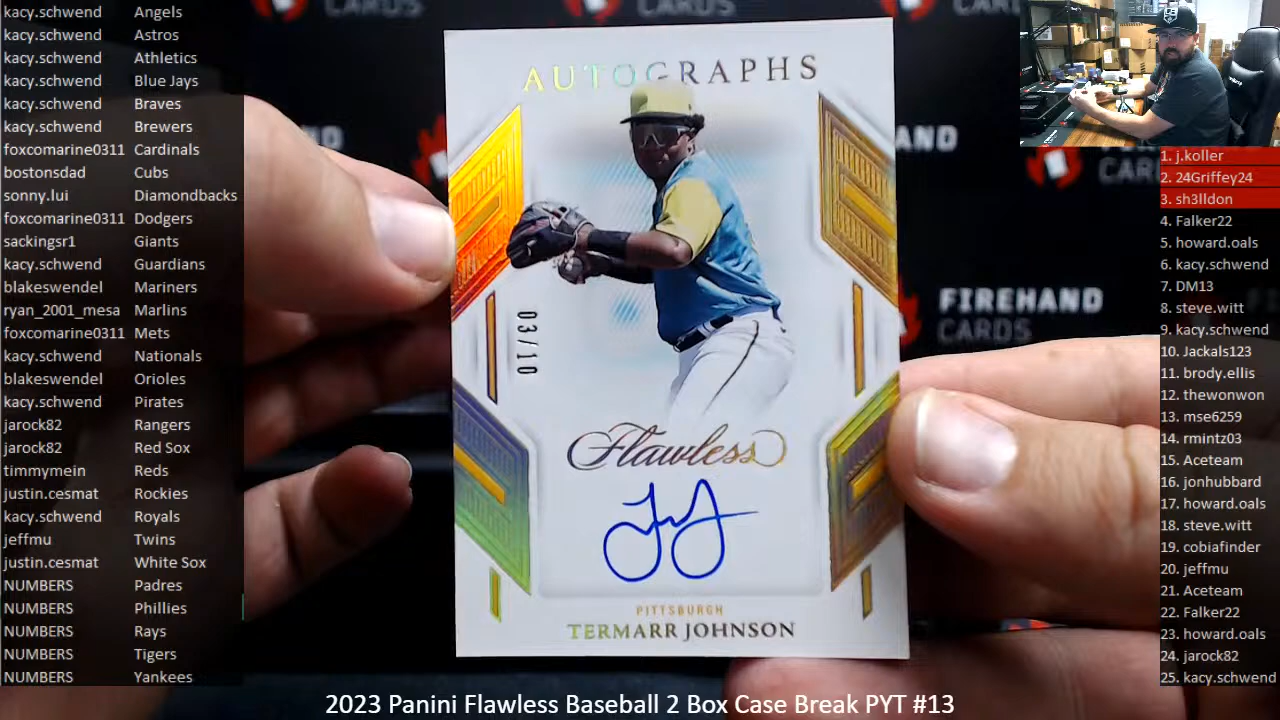 kacy.schwend Angels
kacy.schwend Astros
kacy.schwend Athletics
kacy.schwend Blue Jays
kacy.schwend Braves
kacy.schwend Brewers
foxcomarine0311 Cardinals
bostonsdad Cubs
sonny.lui Diamondbacks
foxcomarine0311 Dodgers
sackingsr1 Giants
kacy.schwend Guardians
blakeswendel Mariners
ryan_2001_mesa Marlins
foxcomarine0311 Mets
kacy.schwend Nationals
blakeswendel Orioles
kacy.schwend Pirates
jarock82 Rangers
jarock82 Red Sox
timmymein Reds
justin.cesmat Rockies
kacy.schwend Royals
jeffmu Twins
justin.cesmat White Sox
NUMBERS Padres
NUMBERS Phillies
NUMBERS Rays
NUMBERS Tigers
NUMBERS Yankees
CARDS
CARDS
AUTOGRAPHS
03/10
Flawless
PITTSBURGH
TERMARR JOHNSON
FIREHAND
CARDS
1. j.koller
2. 24Griffey24
3. sh3lldon
4. Falker22
5. howard.oals
6. kacy.schwend
7. DM13
8. steve.witt
9. kacy.schwend
10. Jackals123
11. brody.ellis
12. thewonwon
13. mse6259
14. rmintz03
15. Aceteam
16. jonhubbard
17. howard.oals
18. steve.witt
19. cobiafinder
20. jeffmu
21. Aceteam
22. Falker22
23. howard.oals
24. jarock82
25. kacy.schwend
2023 Panini Flawless Baseball 2 Box Case Break PYT #13